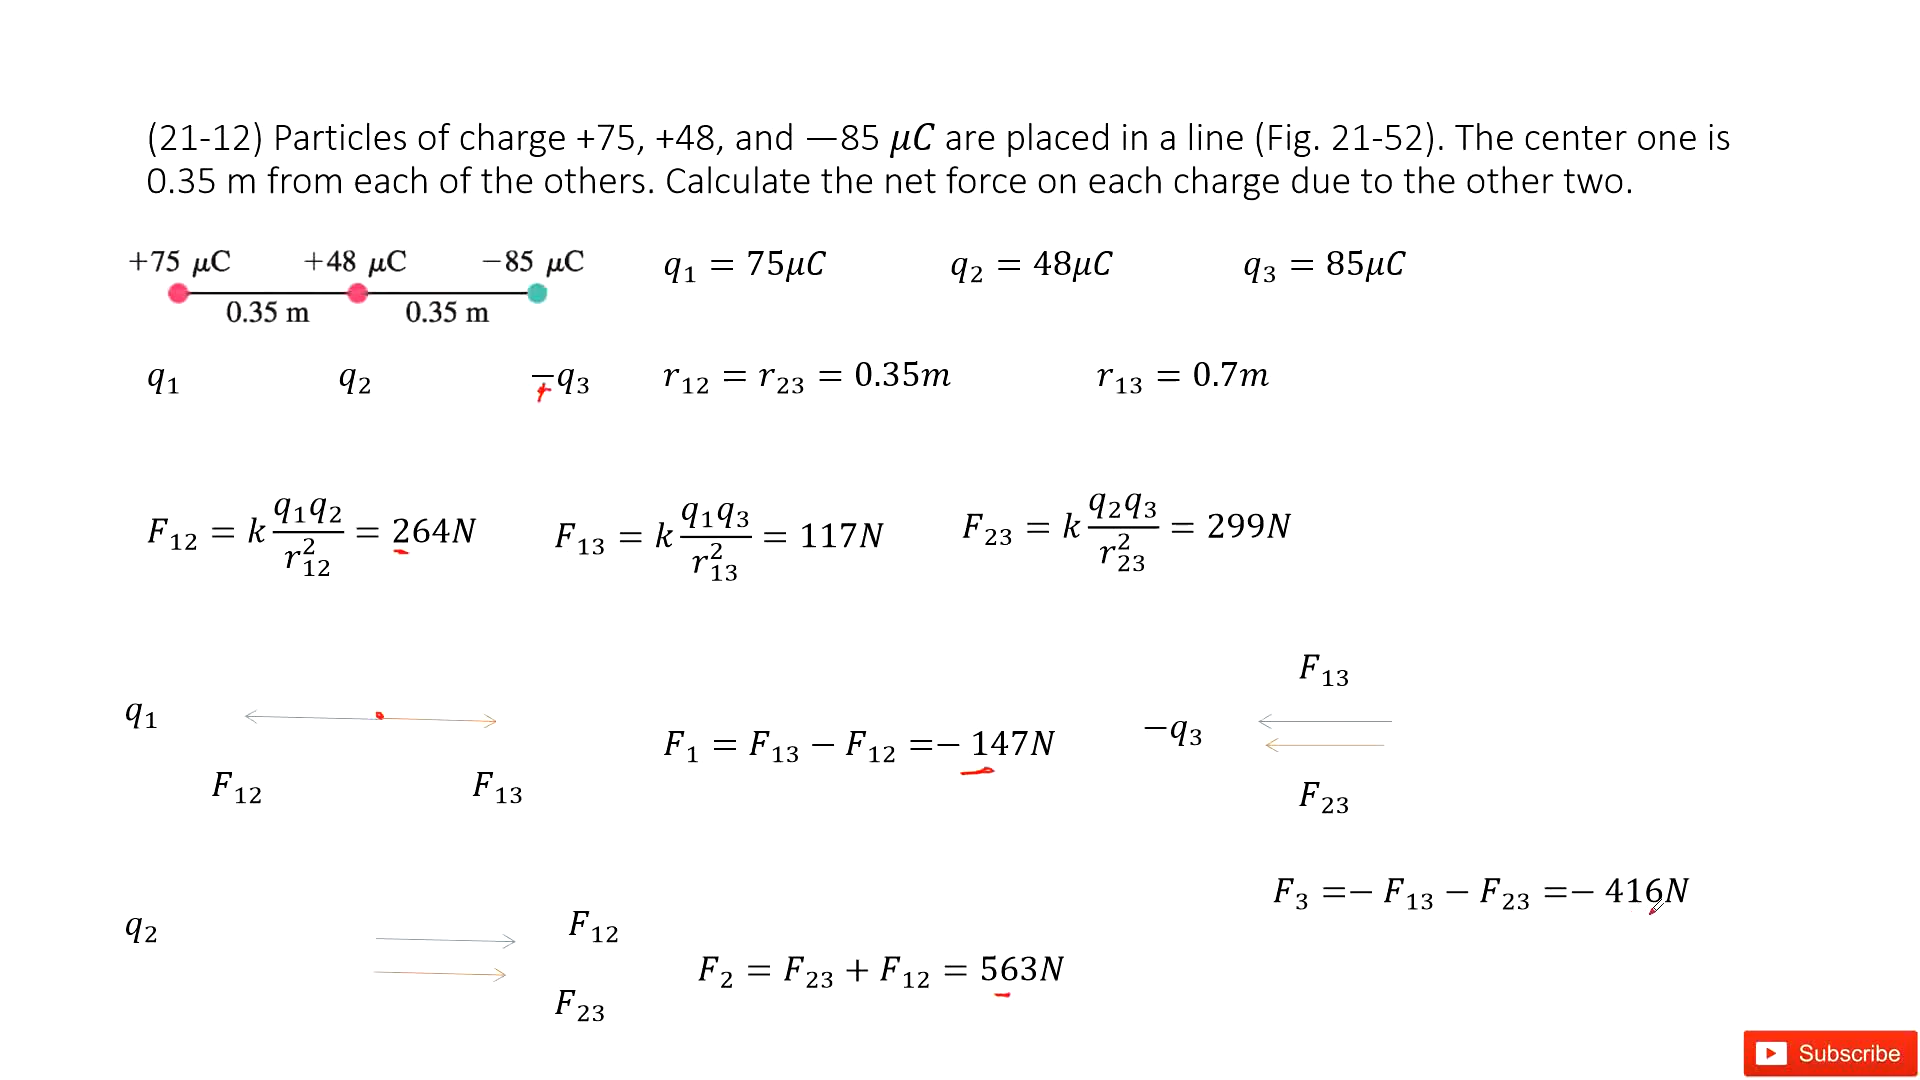 (21-12) Particles of charge +75, +48, and —85 μC are placed in a line (Fig. 21-52). The center one is
0.35 m from each of the others. Calculate the net force on each charge due to the other two.
+75 μC +48 μC −85 μC
0.35 m 0.35 m
q₁ = 75μC q₂ = 48μC q₃ = 85μC
q₁ q₂ −q₃
r₁₂ = r₂₃ = 0.35m r₁₃ = 0.7m
F₁₂ = k q₁q₂/r₁₂² = 264N F₁₃ = k q₁q₃/r₁₃² = 117N F₂₃ = k q₂q₃/r₂₃² = 299N
q₁
F₁₂ F₁₃
F₁ = F₁₃ − F₁₂ =− 147N
F₁₃
−q₃
F₂₃
F₃ =− F₁₃ − F₂₃ =− 416N
q₂
F₁₂
F₂₃
F₂ = F₂₃ + F₁₂ = 563N
Subscribe